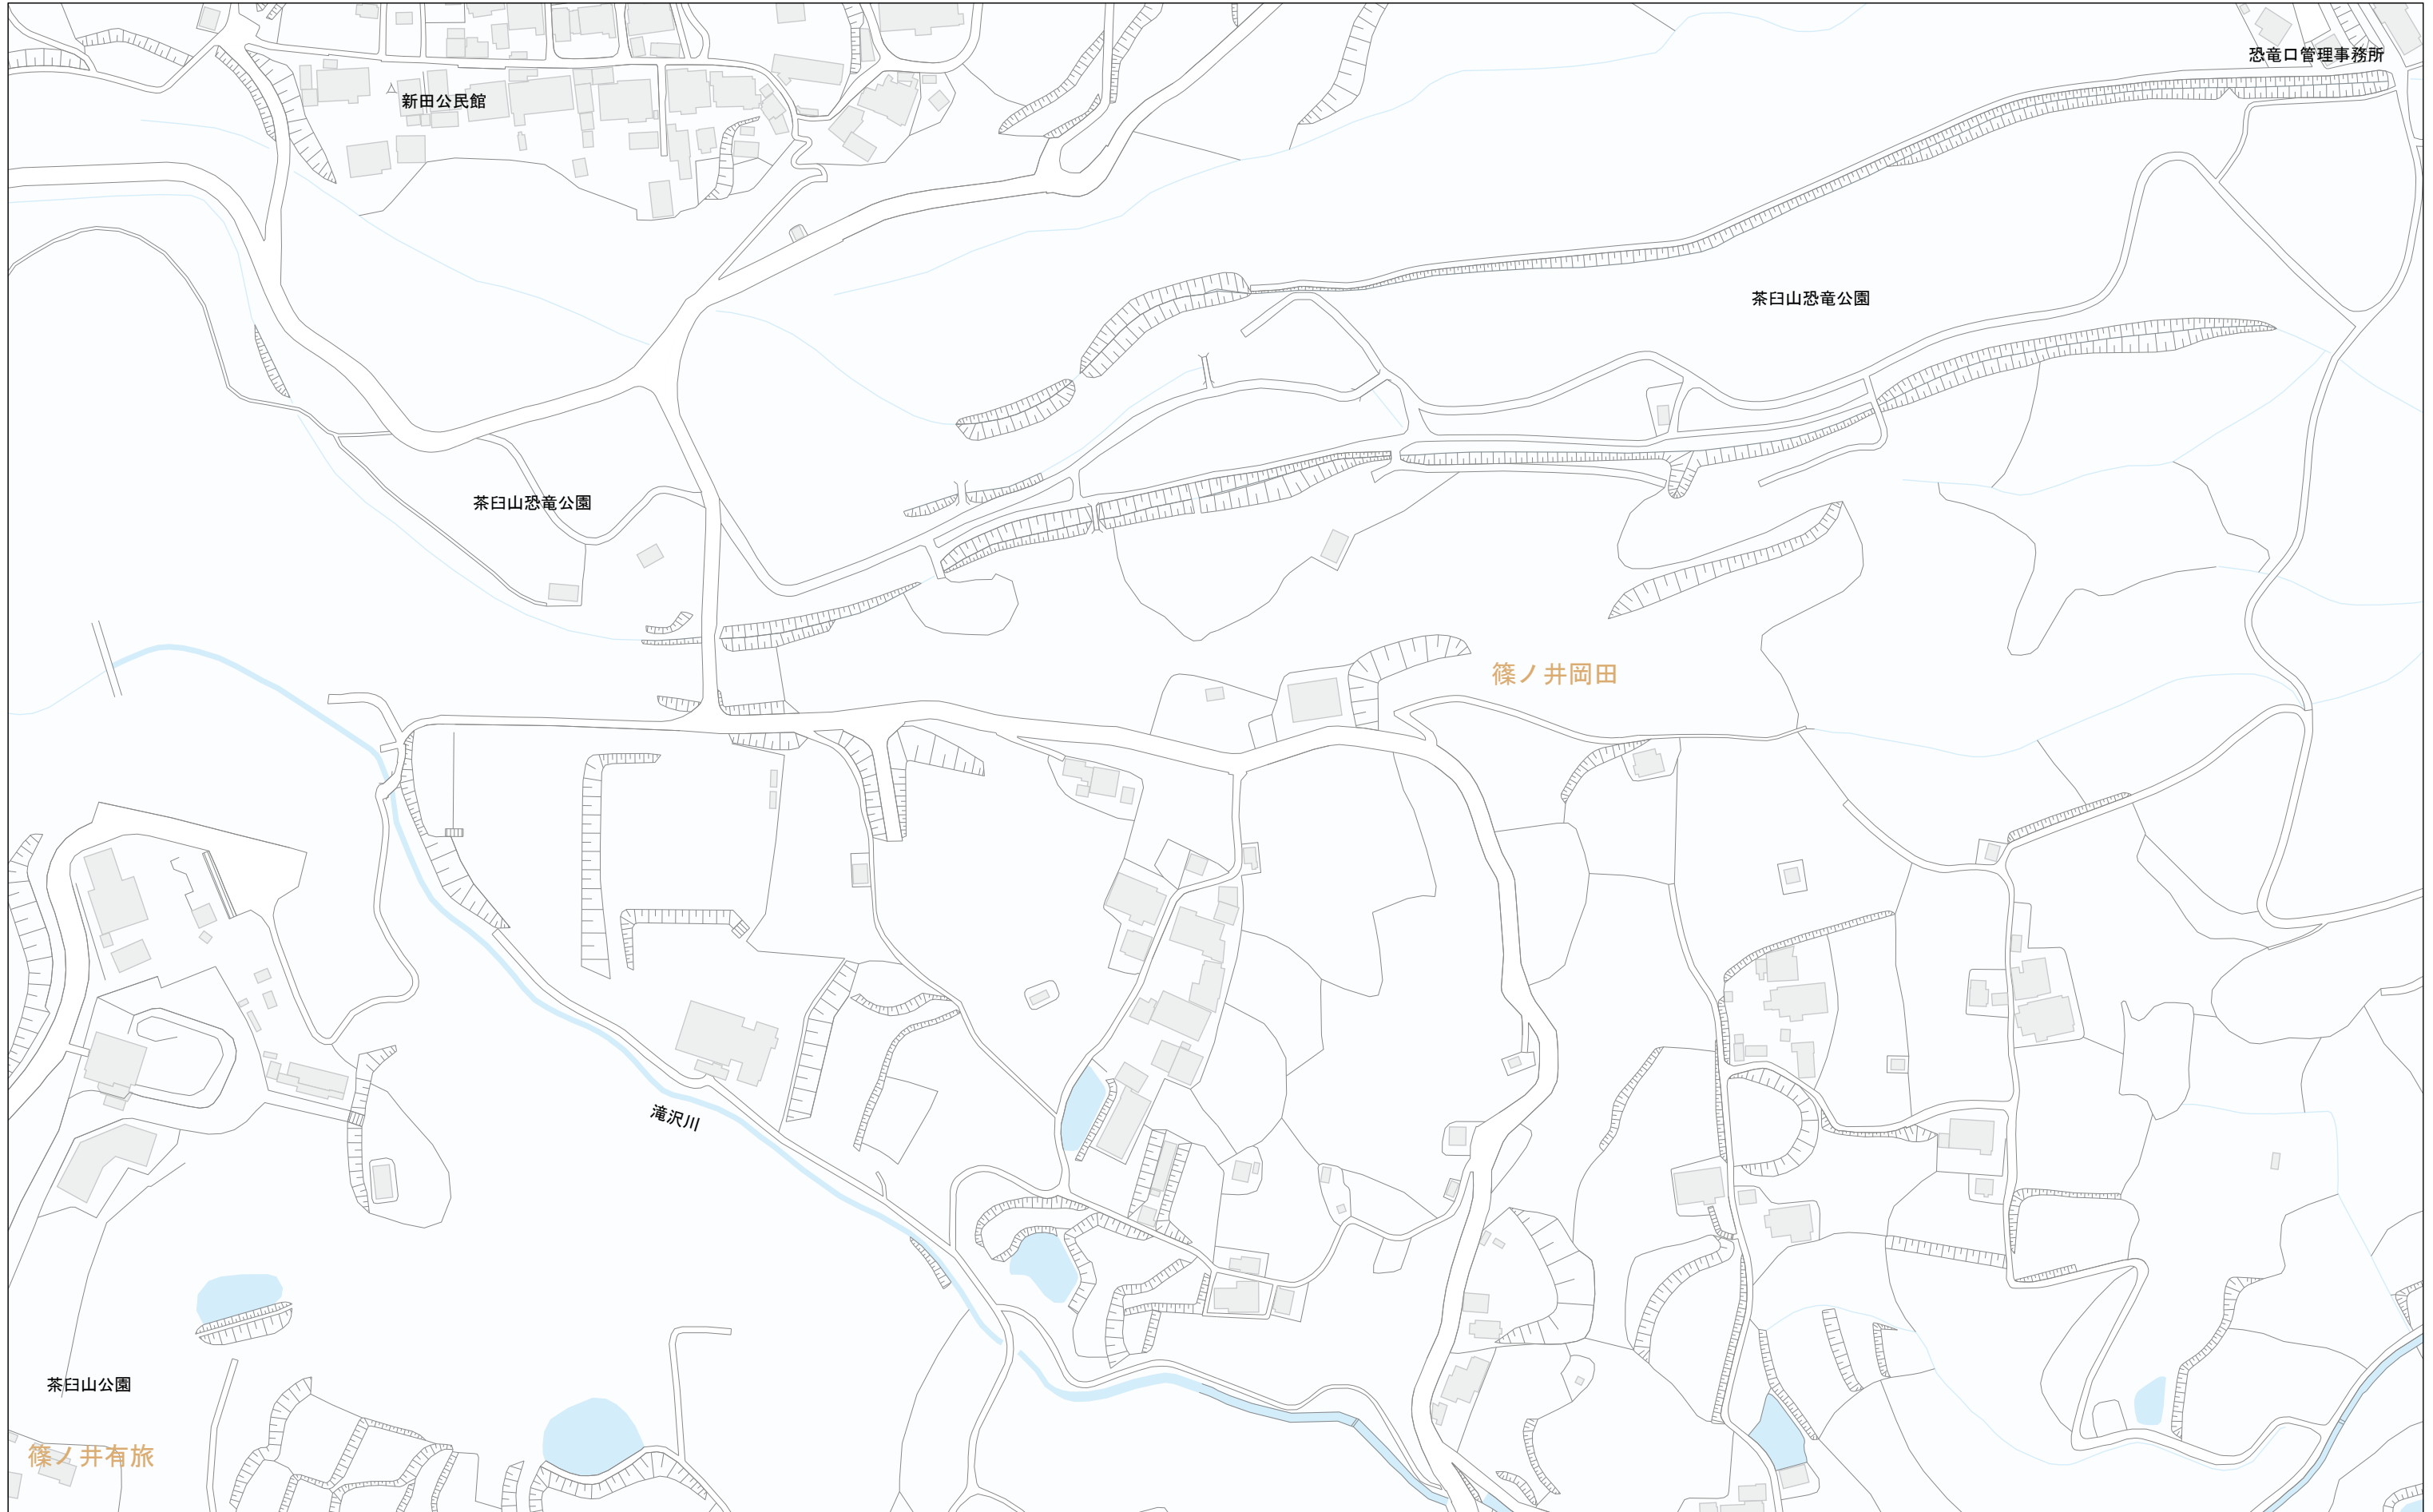 恐竜口管理事務所
新田公民館
茶臼山恐竜公園
茶臼山恐竜公園
篠ノ井岡田
滝沢川
茶臼山公園
篠ノ井有旅